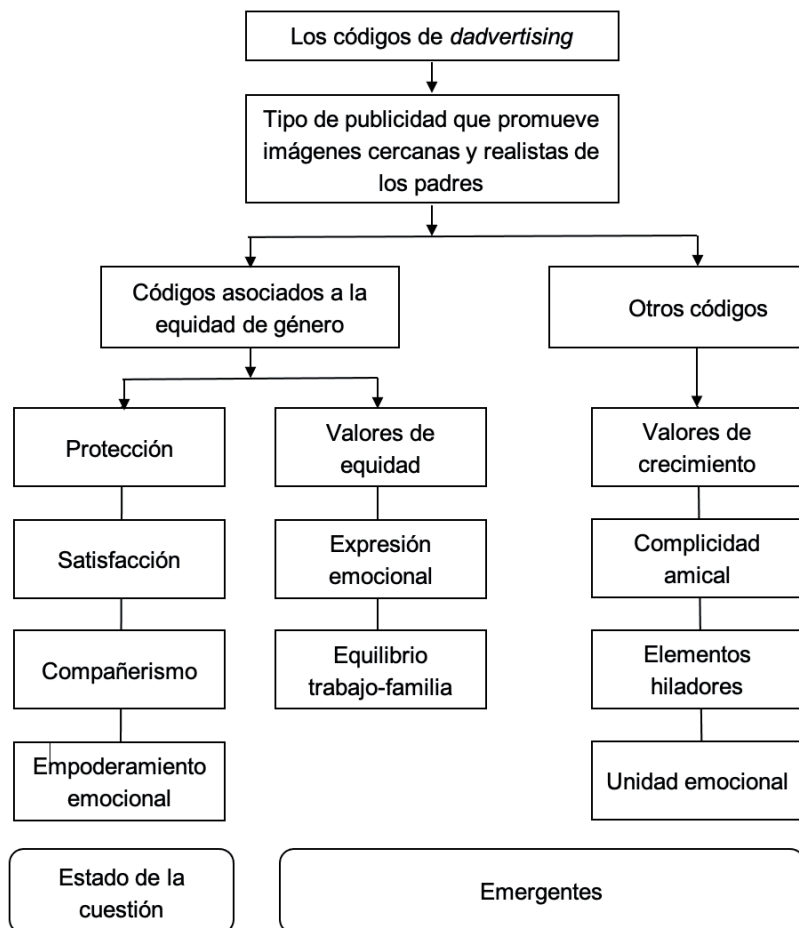 Los códigos de dadvertising
Tipo de publicidad que promueve
imágenes cercanas y realistas de
los padres
Códigos asociados a la
equidad de género
Otros códigos
Protección
Valores de
equidad
Valores de
crecimiento
Satisfacción
Expresión
emocional
Complicidad
amical
Compañerismo
Equilibrio
trabajo-familia
Elementos
hiladores
Empoderamiento
emocional
Unidad emocional
Estado de la
cuestión
Emergentes